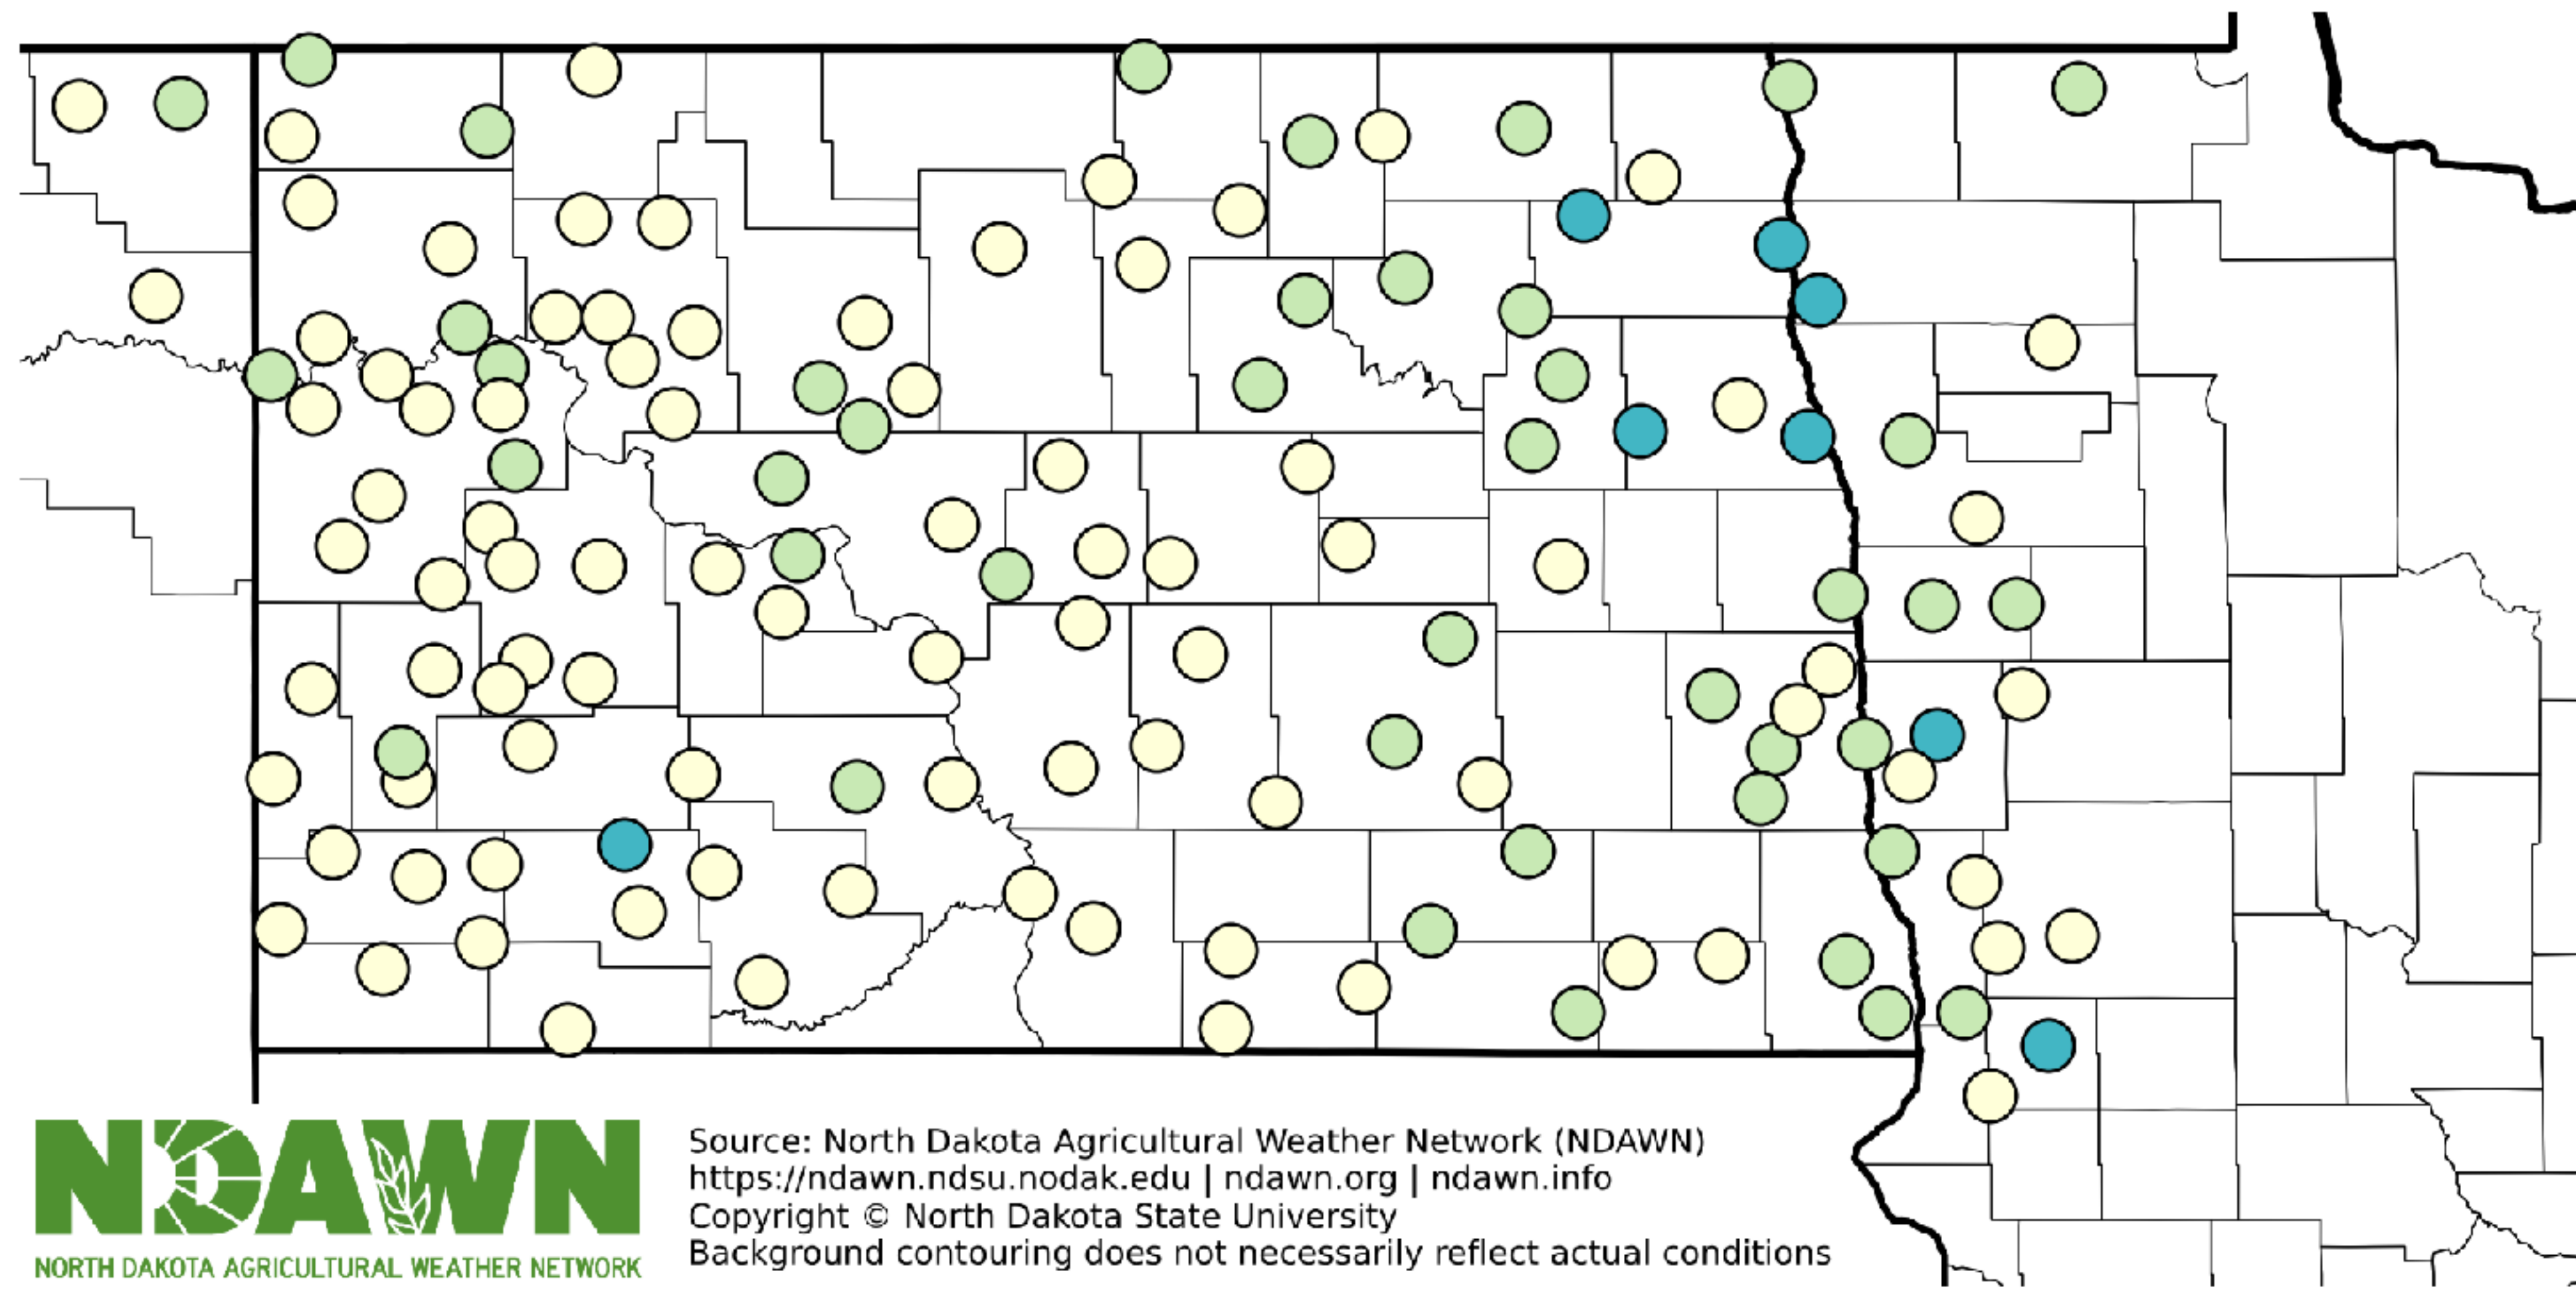 NDAWN
NORTH DAKOTA AGRICULTURAL WEATHER NETWORK
Source: North Dakota Agricultural Weather Network (NDAWN)
https://ndawn.ndsu.nodak.edu | ndawn.org | ndawn.info
Copyright © North Dakota State University
Background contouring does not necessarily reflect actual conditions